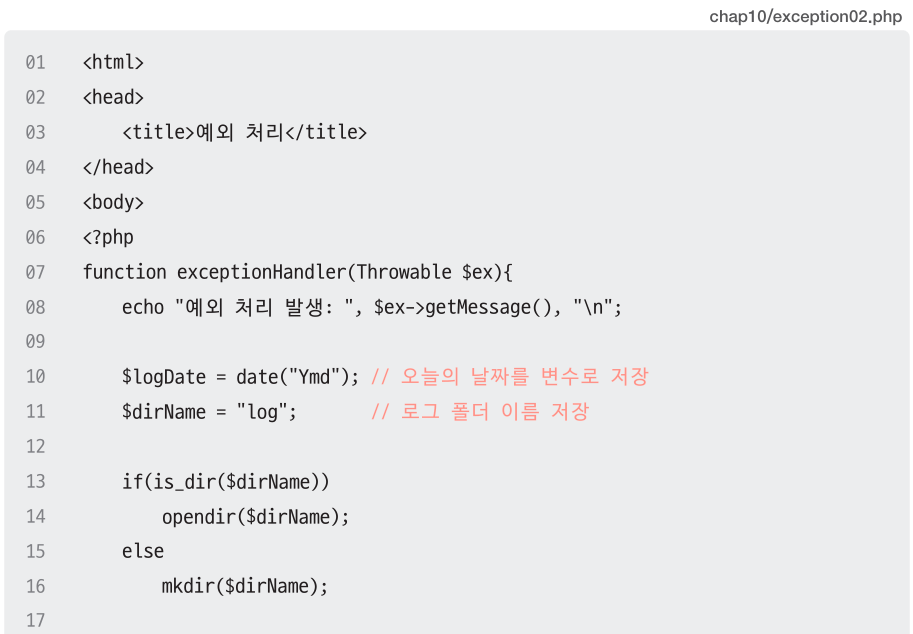 chap10/exception02.php
01 <html>
02 <head>
03     <title>예외 처리</title>
04 </head>
05 <body>
06 <?php
07 function exceptionHandler(Throwable $ex){
08     echo "예외 처리 발생: ", $ex->getMessage(), "\n";
09
10     $logDate = date("Ymd"); // 오늘의 날짜를 변수로 저장
11     $dirName = "log";       // 로그 폴더 이름 저장
12
13     if(is_dir($dirName))
14         opendir($dirName);
15     else
16         mkdir($dirName);
17